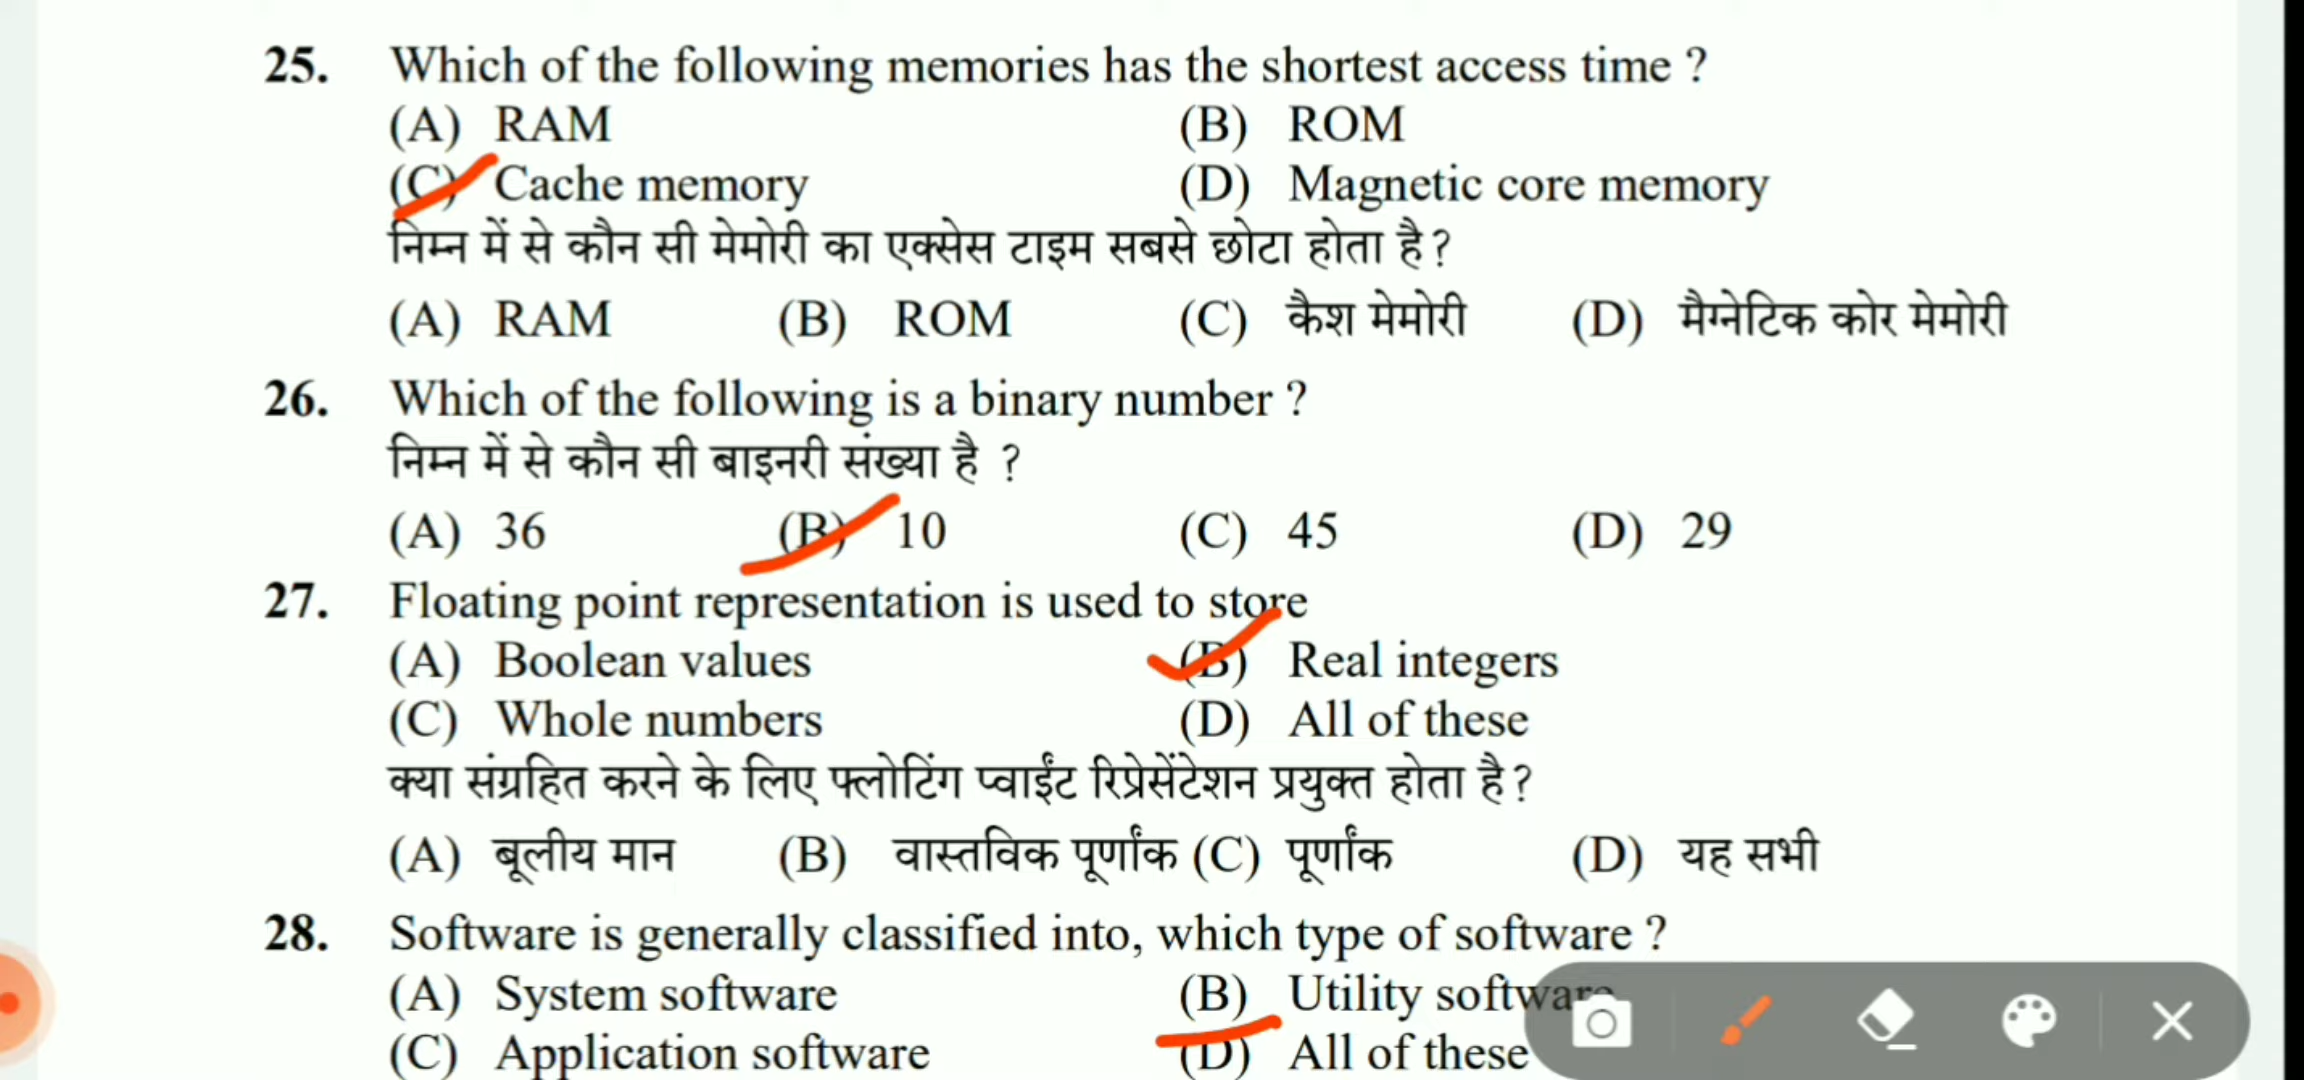 25. Which of the following memories has the shortest access time ?
(A) RAM (B) ROM
(C) Cache memory (D) Magnetic core memory
निम्न में से कौन सी मेमोरी का एक्सेस टाइम सबसे छोटा होता है ?
(A) RAM (B) ROM (C) कैश मेमोरी (D) मैग्नेटिक कोर मेमोरी
26. Which of the following is a binary number ?
निम्न में से कौन सी बाइनरी संख्या है ?
(A) 36 (B) 10 (C) 45 (D) 29
27. Floating point representation is used to store
(A) Boolean values (B) Real integers
(C) Whole numbers (D) All of these
क्या संग्रहित करने के लिए फ्लोटिंग प्वाईंट रिप्रेसेंटेशन प्रयुक्त होता है ?
(A) बूलीय मान (B) वास्तविक पूर्णांक (C) पूर्णांक (D) यह सभी
28. Software is generally classified into, which type of software ?
(A) System software (B) Utility software
(C) Application software (D) All of these